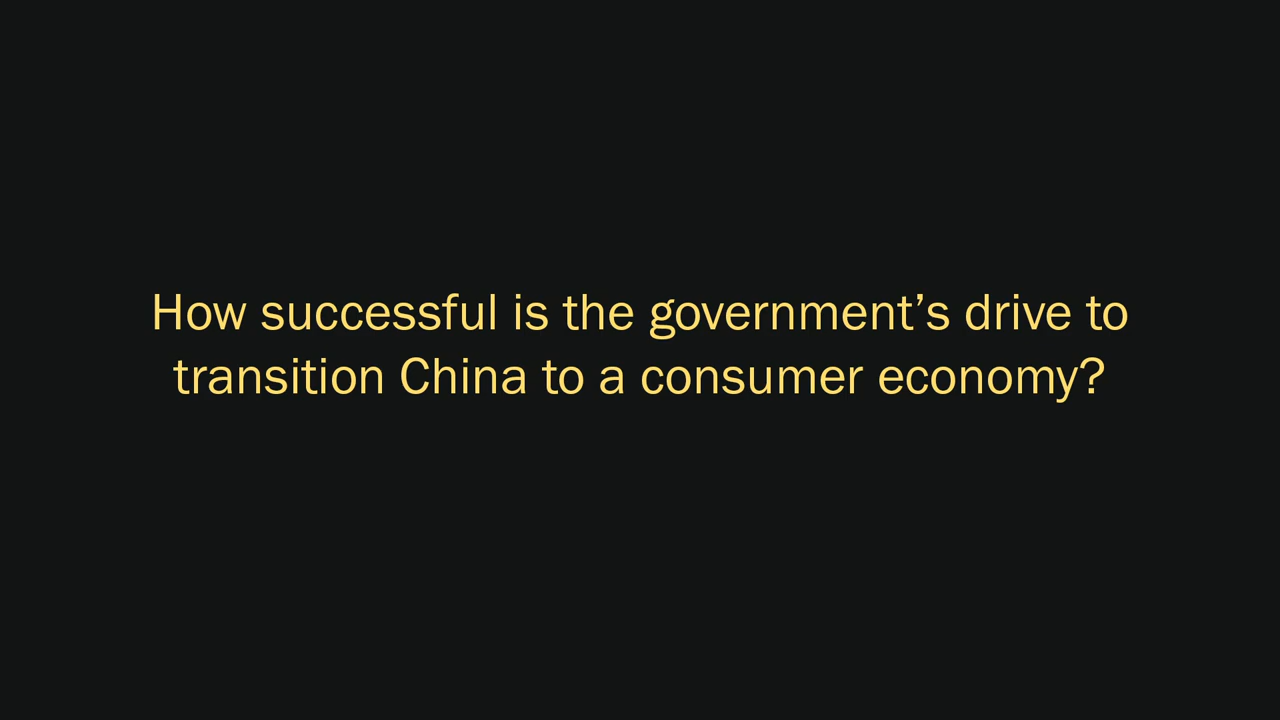 How successful is the government’s drive to
transition China to a consumer economy?